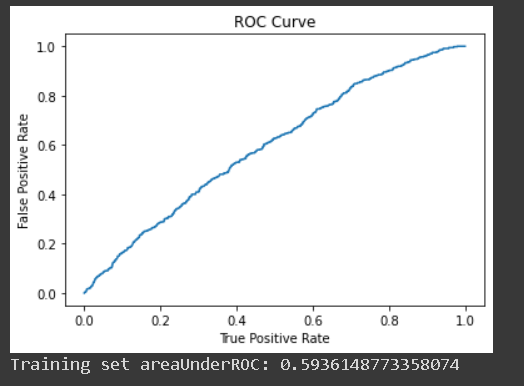 ROC Curve
1.0
0.8
0.6
0.4
0.2
0.0
False Positive Rate
0.0 0.2 0.4 0.6 0.8 1.0
True Positive Rate
Training set areaUnderROC: 0.5936148773358074